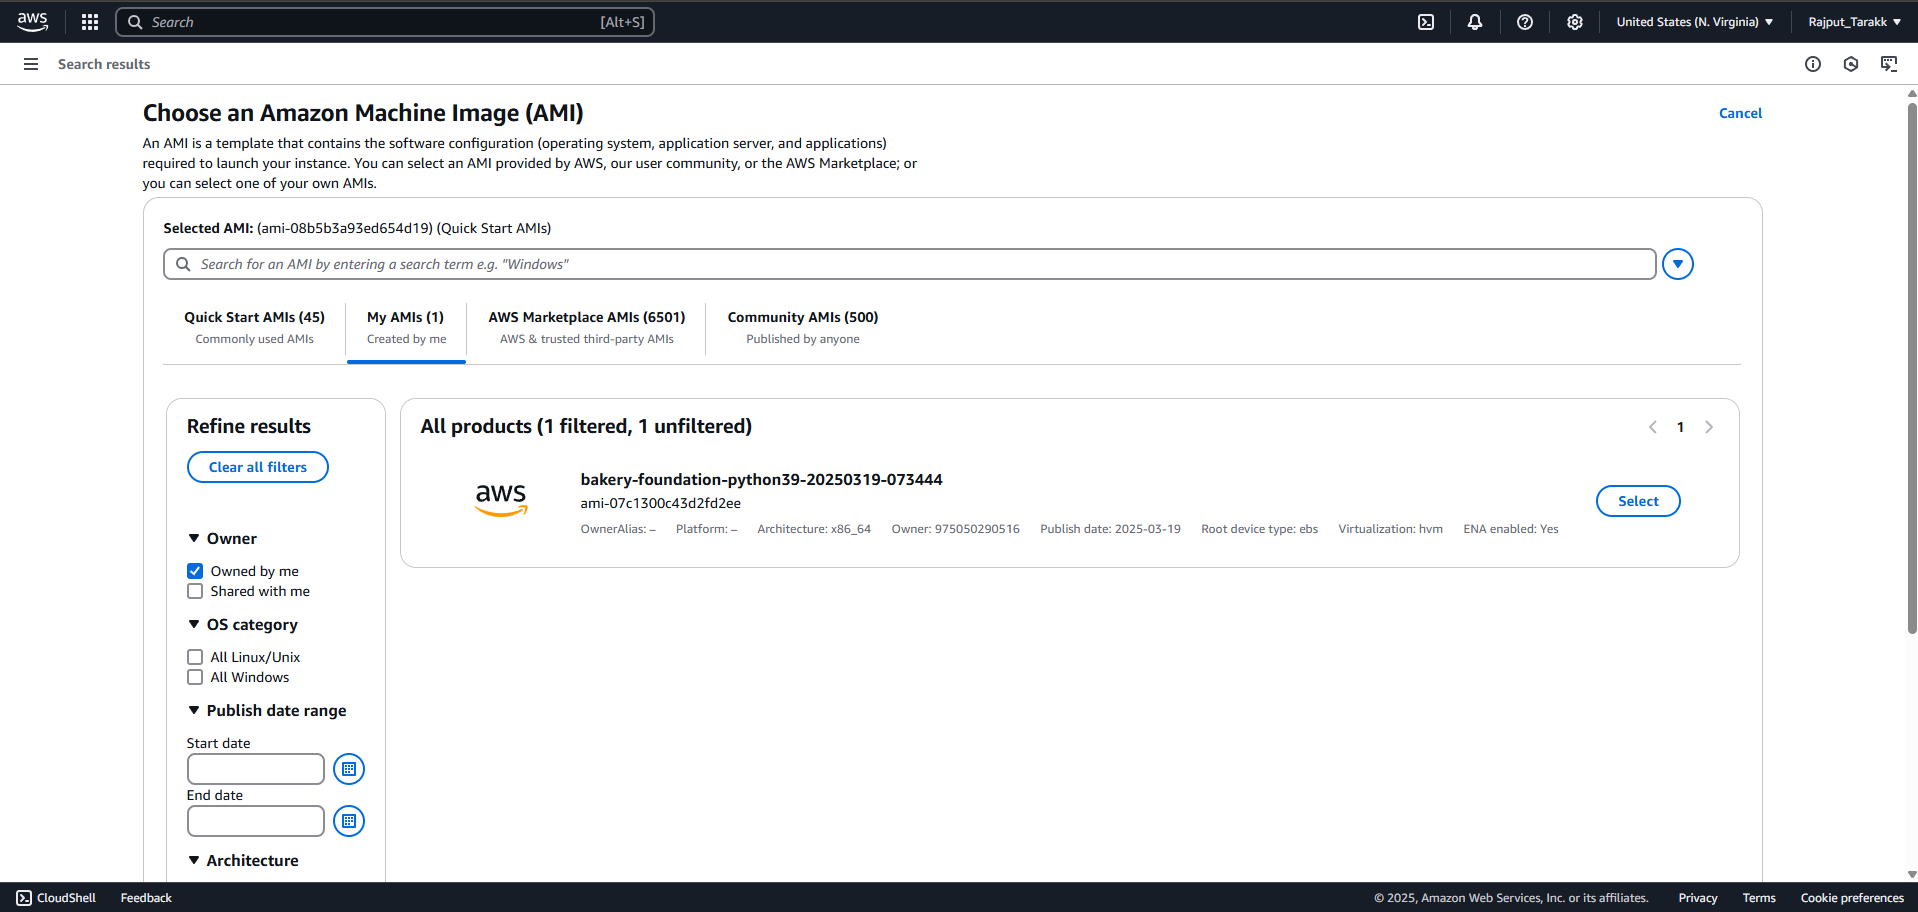 aws
Search [Alt+S]
United States (N. Virginia)
Rajput_Tarakk
Search results
Choose an Amazon Machine Image (AMI)
Cancel
An AMI is a template that contains the software configuration (operating system, application server, and applications)
required to launch your instance. You can select an AMI provided by AWS, our user community, or the AWS Marketplace; or
you can select one of your own AMIs.
Selected AMI: (ami-08b5b3a93ed654d19) (Quick Start AMIs)
Search for an AMI by entering a search term e.g. "Windows"
Quick Start AMIs (45)
Commonly used AMIs
My AMIs (1)
Created by me
AWS Marketplace AMIs (6501)
AWS & trusted third-party AMIs
Community AMIs (500)
Published by anyone
Refine results
Clear all filters
Owner
Owned by me
Shared with me
OS category
All Linux/Unix
All Windows
Publish date range
Start date
End date
Architecture
All products (1 filtered, 1 unfiltered)
1
aws
bakery-foundation-python39-20250319-073444
ami-07c1300c43d2fd2ee
OwnerAlias: – Platform: – Architecture: x86_64 Owner: 975050290516 Publish date: 2025-03-19 Root device type: ebs Virtualization: hvm ENA enabled: Yes
Select
CloudShell
Feedback
© 2025, Amazon Web Services, Inc. or its affiliates.
Privacy
Terms
Cookie preferences